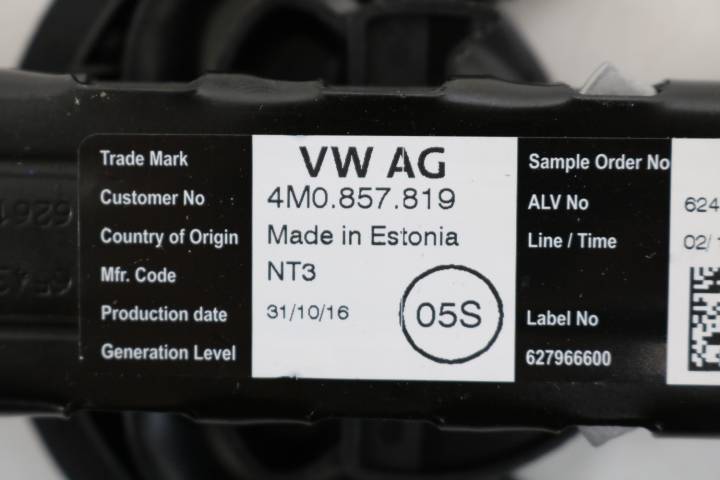 Trade Mark VW AG
Customer No 4M0.857.819
Country of Origin Made in Estonia
Mfr. Code NT3
Production date 31/10/16
Generation Level
05S
Sample Order No
ALV No 624
Line / Time 02/
Label No
627966600